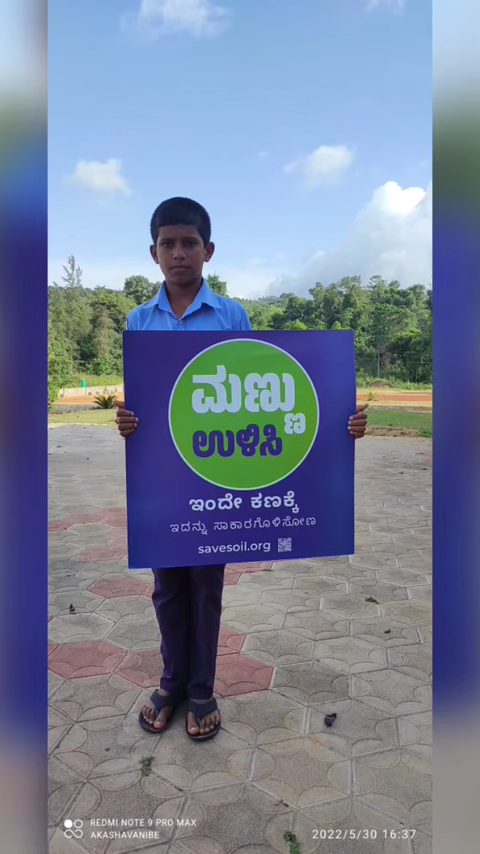 ಮಣ್ಣು
ಉಳಿಸಿ
ಇಂದೇ ಕಣಕ್ಕೆ
ಇದನ್ನು ಸಾಕಾರಗೊಳಿಸೋಣ
savesoil.org
REDMI NOTE 9 PRO MAX
AKASHAVANIBE
2022/5/30 16:37